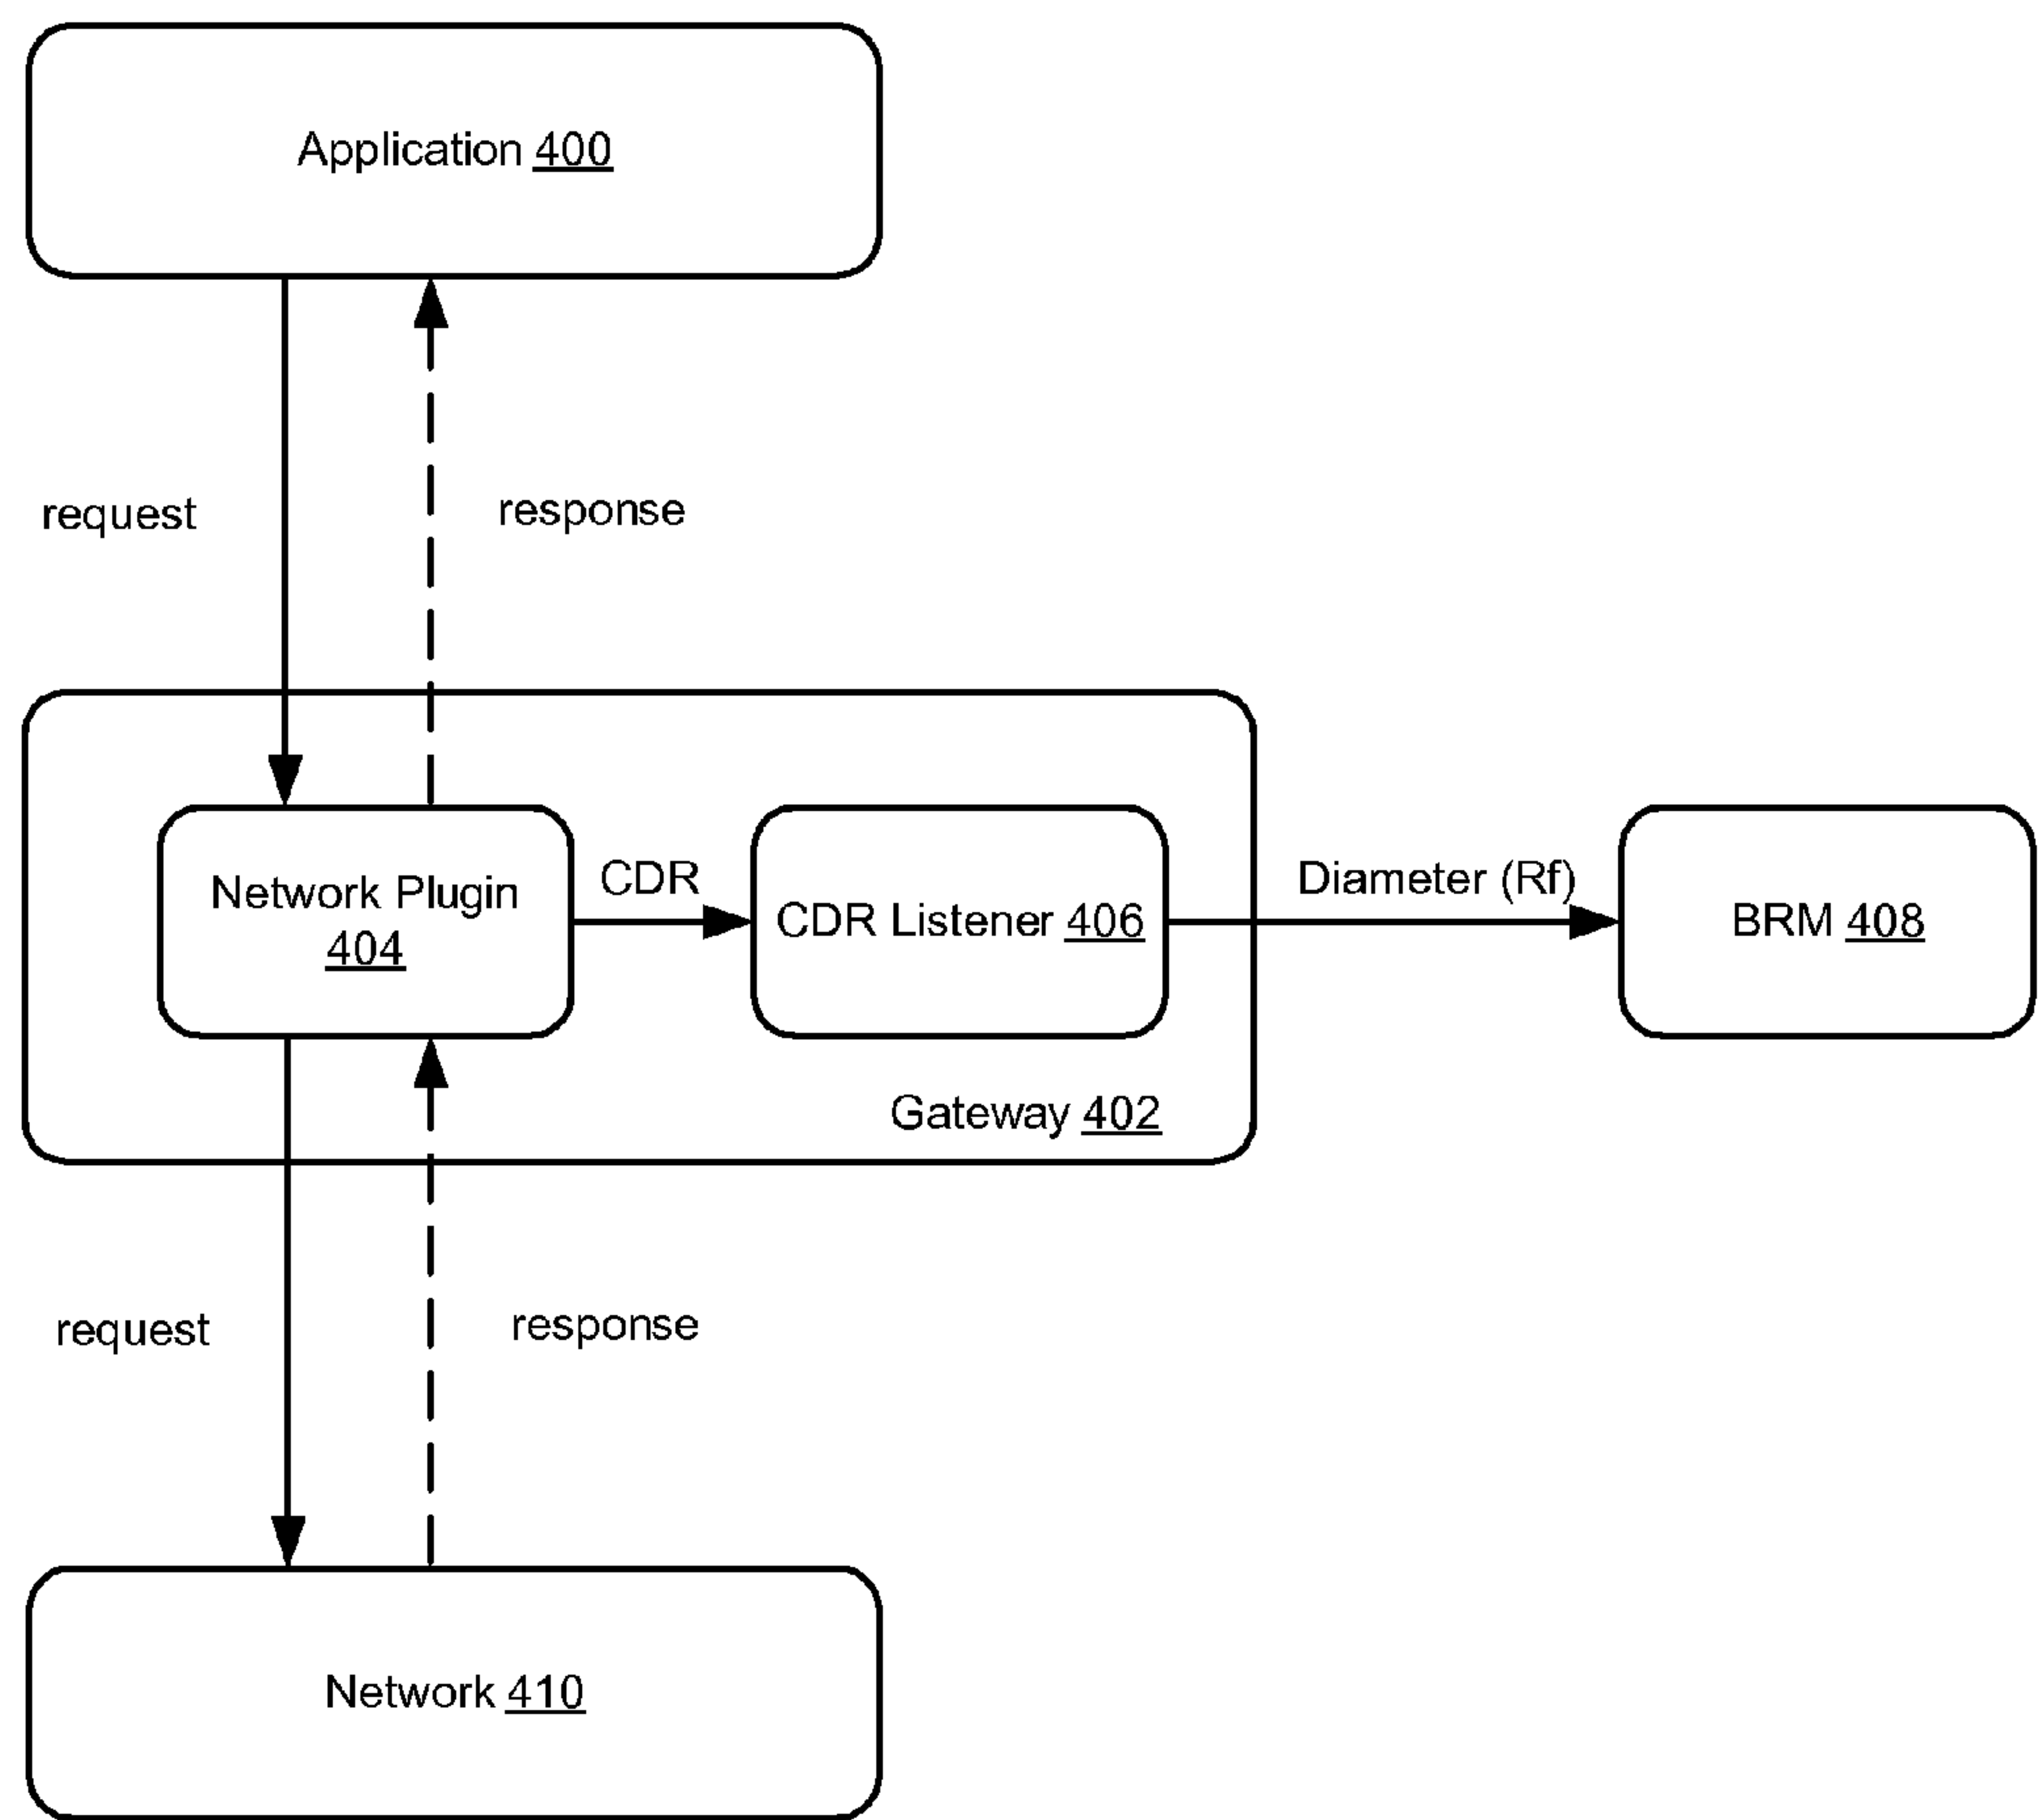 Application 400
request
response
Network Plugin
404
CDR
CDR Listener 406
Diameter (Rf)
BRM 408
Gateway 402
request
response
Network 410